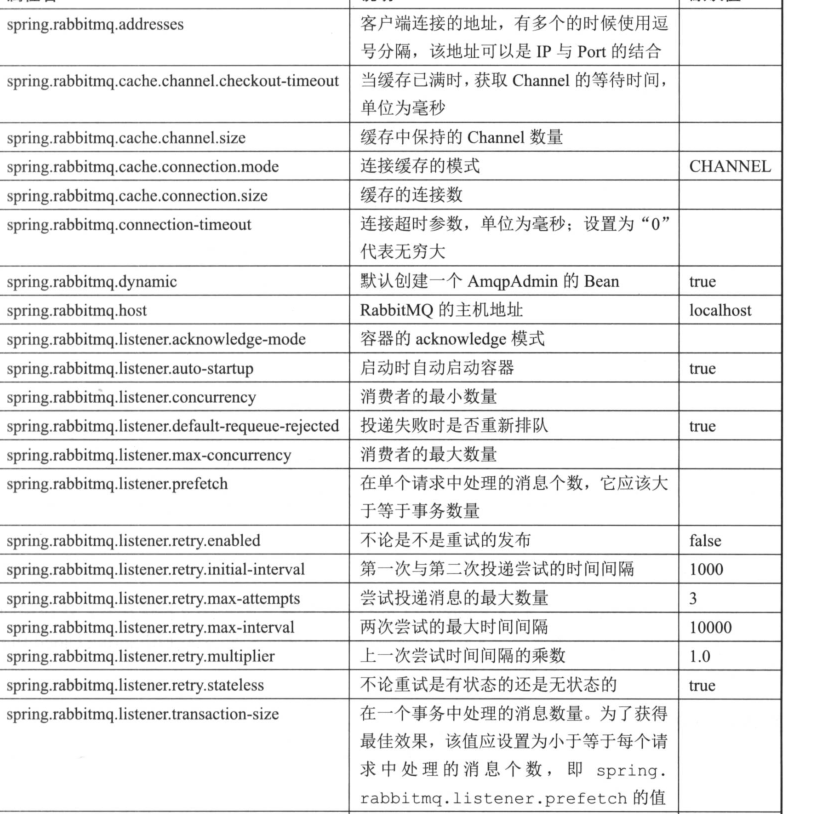 spring.rabbitmq.addresses 客户端连接的地址，有多个的时候使用逗
号分隔，该地址可以是 IP 与 Port 的结合
spring.rabbitmq.cache.channel.checkout-timeout 当缓存已满时，获取 Channel 的等待时间，
单位为毫秒
spring.rabbitmq.cache.channel.size 缓存中保持的 Channel 数量
spring.rabbitmq.cache.connection.mode 连接缓存的模式 CHANNEL
spring.rabbitmq.cache.connection.size 缓存的连接数
spring.rabbitmq.connection-timeout 连接超时参数，单位为毫秒；设置为“0”
代表无穷大
spring.rabbitmq.dynamic 默认创建一个 AmqpAdmin 的 Bean true
spring.rabbitmq.host RabbitMQ 的主机地址 localhost
spring.rabbitmq.listener.acknowledge-mode 容器的 acknowledge 模式
spring.rabbitmq.listener.auto-startup 启动时自动启动容器 true
spring.rabbitmq.listener.concurrency 消费者的最小数量
spring.rabbitmq.listener.default-requeue-rejected 投递失败时是否重新排队 true
spring.rabbitmq.listener.max-concurrency 消费者的最大数量
spring.rabbitmq.listener.prefetch 在单个请求中处理的消息个数，它应该大
于等于事务数量
spring.rabbitmq.listener.retry.enabled 不论是不是重试的发布 false
spring.rabbitmq.listener.retry.initial-interval 第一次与第二次投递尝试的时间间隔 1000
spring.rabbitmq.listener.retry.max-attempts 尝试投递消息的最大数量 3
spring.rabbitmq.listener.retry.max-interval 两次尝试的最大时间间隔 10000
spring.rabbitmq.listener.retry.multiplier 上一次尝试时间间隔的乘数 1.0
spring.rabbitmq.listener.retry.stateless 不论重试是有状态的还是无状态的 true
spring.rabbitmq.listener.transaction-size 在一个事务中处理的消息数量。为了获得
最佳效果，该值应设置为小于等于每个请
求中处理的消息个数，即 spring.
rabbitmq.listener.prefetch 的值